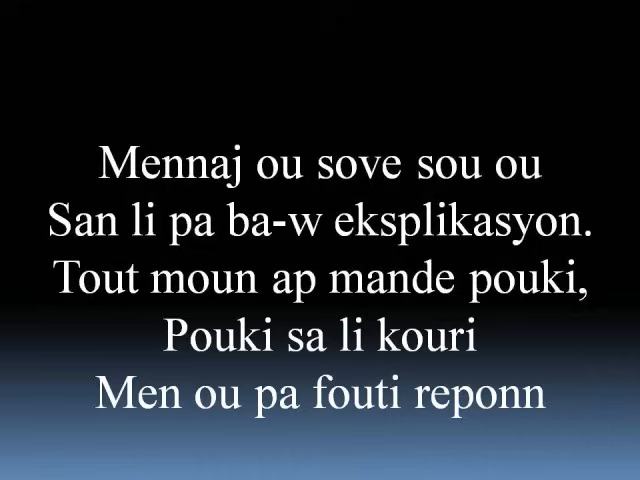 Mennaj ou sove sou ou
San li pa ba-w eksplikasyon.
Tout moun ap mande pouki,
Pouki sa li kouri
Men ou pa fouti reponn